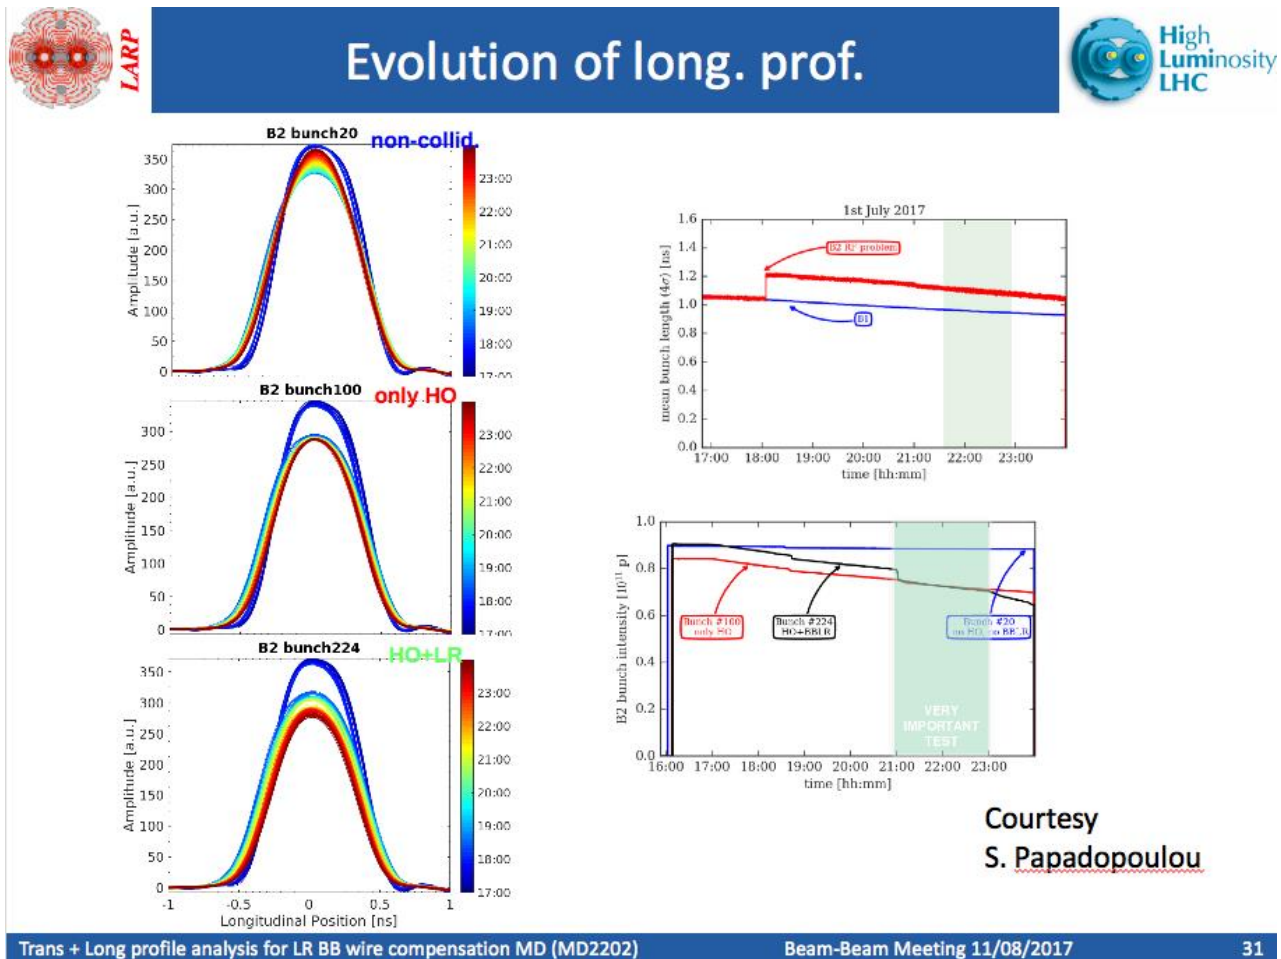 LARP
Evolution of long. prof.
High
Luminosity
LHC
B2 bunch20
non-collid.
Amplitude [a.u.]
350
300
250
200
150
100
50
0
23:00
22:00
21:00
20:00
19:00
18:00
17:00
B2 bunch100
only HO
Amplitude [a.u.]
300
250
200
150
100
50
0
23:00
22:00
21:00
20:00
19:00
18:00
17:00
B2 bunch224
HO+LR
Amplitude [a.u.]
350
300
250
200
150
100
50
0
23:00
22:00
21:00
20:00
19:00
18:00
17:00
-1 -0.5 0 0.5 1
Longitudinal Position [ns]
1st July 2017
mean bunch length (4σ) [ns]
1.6
1.4
1.2
1.0
0.8
0.6
0.4
0.2
0.0
B2 RF problem
B1
17:00 18:00 19:00 20:00 21:00 22:00 23:00
time [hh:mm]
B2 bunch intensity [10¹¹ p]
1.0
0.8
0.6
0.4
0.2
0.0
Bunch #100
only HO
Bunch #224
HO+BBLR
Bunch #20
no HO, no BBLR
VERY
IMPORTANT
TEST
16:00 17:00 18:00 19:00 20:00 21:00 22:00 23:00
time [hh:mm]
Courtesy
S. Papadopoulou
Trans + Long profile analysis for LR BB wire compensation MD (MD2202)
Beam-Beam Meeting 11/08/2017
31